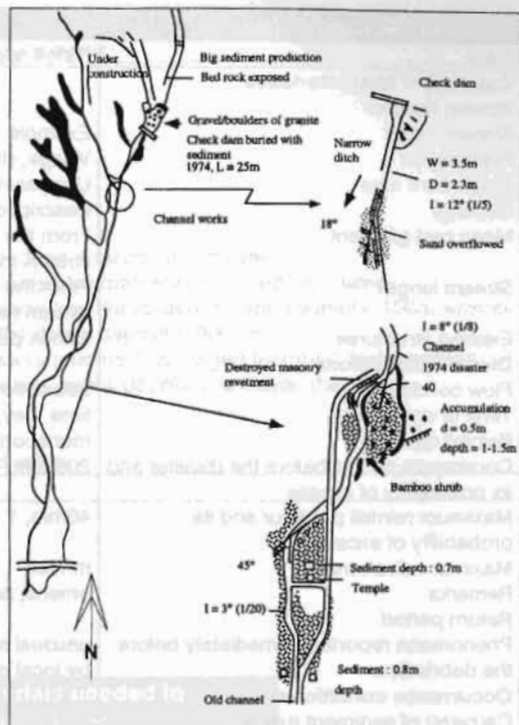 Under
construction
Big sediment production
Bed rock exposed
Gravel/boulders of granite
Check dam buried with
sediment
1974, L = 25m
Channel works
Check dam
Narrow
ditch
W = 3.5m
D = 2.3m
I = 12° (1/5)
18°
Sand overflowed
I = 8° (1/8)
Channel
1974 disaster
40
Destroyed masonry
revetment
Accumulation
d = 0.5m
depth = 1-1.5m
Bamboo shrub
45°
Sediment depth : 0.7m
Temple
I = 3° (1/20)
Sediment : 0.8m
depth
Old channel
N